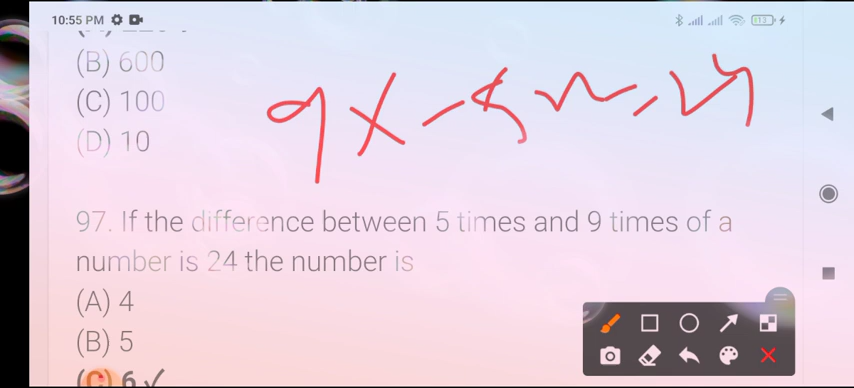 10:55 PM
(B) 600
(C) 100
(D) 10
9x - 5x = 24
97. If the difference between 5 times and 9 times of a
number is 24 the number is
(A) 4
(B) 5
(C) 6 ✓